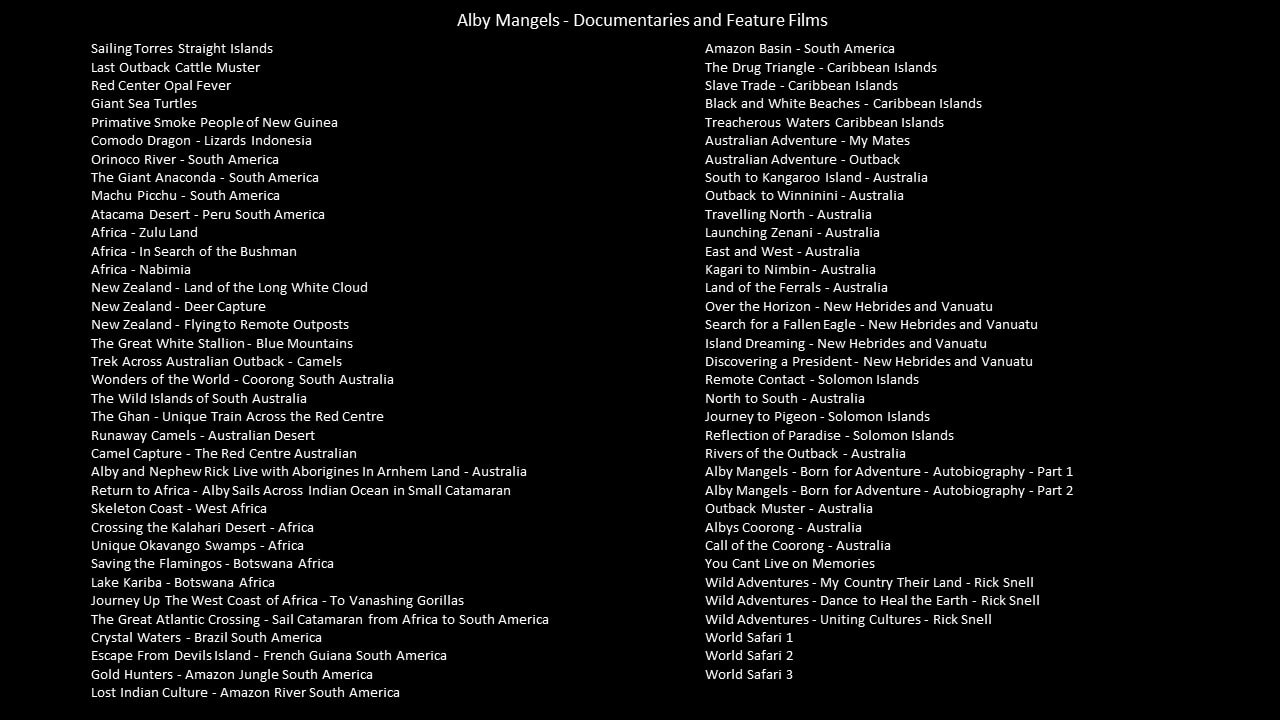 Alby Mangels - Documentaries and Feature Films
Sailing Torres Straight Islands
Last Outback Cattle Muster
Red Center Opal Fever
Giant Sea Turtles
Primative Smoke People of New Guinea
Comodo Dragon - Lizards Indonesia
Orinoco River - South America
The Giant Anaconda - South America
Machu Picchu - South America
Atacama Desert - Peru South America
Africa - Zulu Land
Africa - In Search of the Bushman
Africa - Nabimia
New Zealand - Land of the Long White Cloud
New Zealand - Deer Capture
New Zealand - Flying to Remote Outposts
The Great White Stallion - Blue Mountains
Trek Across Australian Outback - Camels
Wonders of the World - Coorong South Australia
The Wild Islands of South Australia
The Ghan - Unique Train Across the Red Centre
Runaway Camels - Australian Desert
Camel Capture - The Red Centre Australian
Alby and Nephew Rick Live with Aborigines In Arnhem Land - Australia
Return to Africa - Alby Sails Across Indian Ocean in Small Catamaran
Skeleton Coast - West Africa
Crossing the Kalahari Desert - Africa
Unique Okavango Swamps - Africa
Saving the Flamingos - Botswana Africa
Lake Kariba - Botswana Africa
Journey Up The West Coast of Africa - To Vanashing Gorillas
The Great Atlantic Crossing - Sail Catamaran from Africa to South America
Crystal Waters - Brazil South America
Escape From Devils Island - French Guiana South America
Gold Hunters - Amazon Jungle South America
Lost Indian Culture - Amazon River South America
Amazon Basin - South America
The Drug Triangle - Caribbean Islands
Slave Trade - Caribbean Islands
Black and White Beaches - Caribbean Islands
Treacherous Waters Caribbean Islands
Australian Adventure - My Mates
Australian Adventure - Outback
South to Kangaroo Island - Australia
Outback to Winninini - Australia
Travelling North - Australia
Launching Zenani - Australia
East and West - Australia
Kagari to Nimbin - Australia
Land of the Ferrals - Australia
Over the Horizon - New Hebrides and Vanuatu
Search for a Fallen Eagle - New Hebrides and Vanuatu
Island Dreaming - New Hebrides and Vanuatu
Discovering a President - New Hebrides and Vanuatu
Remote Contact - Solomon Islands
North to South - Australia
Journey to Pigeon - Solomon Islands
Reflection of Paradise - Solomon Islands
Rivers of the Outback - Australia
Alby Mangels - Born for Adventure - Autobiography - Part 1
Alby Mangels - Born for Adventure - Autobiography - Part 2
Outback Muster - Australia
Albys Coorong - Australia
Call of the Coorong - Australia
You Cant Live on Memories
Wild Adventures - My Country Their Land - Rick Snell
Wild Adventures - Dance to Heal the Earth - Rick Snell
Wild Adventures - Uniting Cultures - Rick Snell
World Safari 1
World Safari 2
World Safari 3